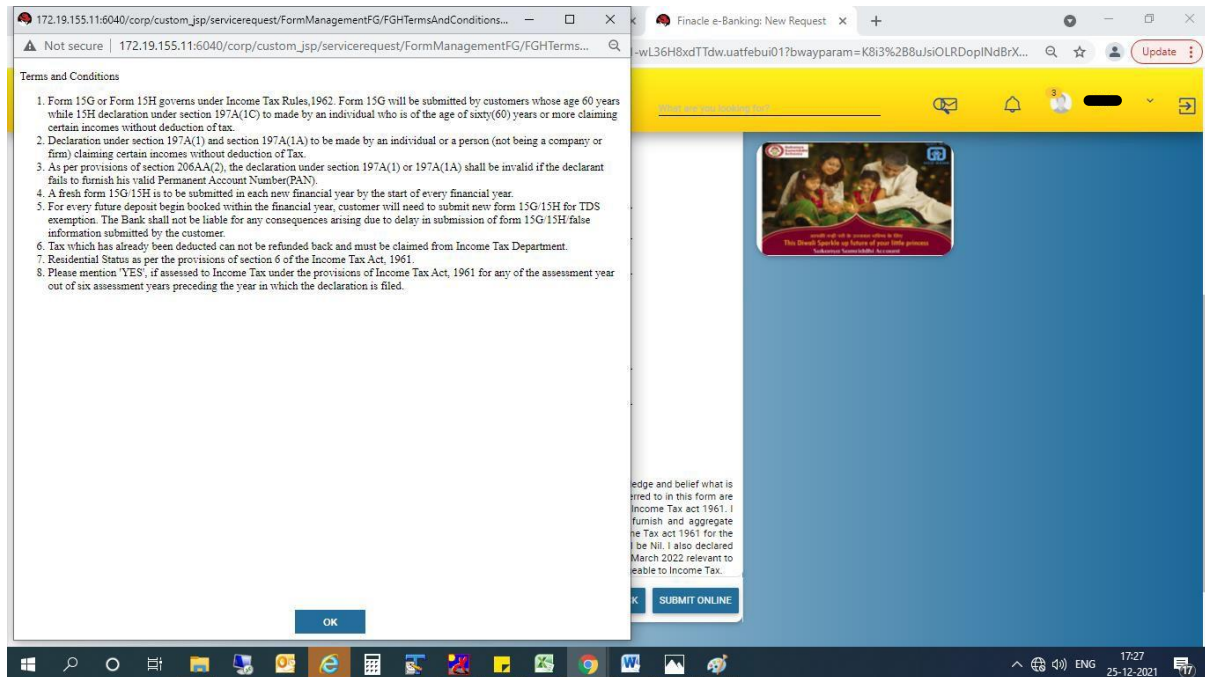 172.19.155.11:6040/corp/custom_jsp/servicerequest/FormManagementFG/FGHTermsAndConditions...
Finacle e-Banking: New Request
Not secure | 172.19.155.11:6040/corp/custom_jsp/servicerequest/FormManagementFG/FGHTerms...
-wL36H8xdTTdw.uatfebui01?bwayparam=K8i3%2B8uJsiOLRDopINdBrX...
Update
Terms and Conditions
1. Form 15G or Form 15H governs under Income Tax Rules,1962. Form 15G will be submitted by customers whose age 60 years
while 15H declaration under section 197A(1C) to made by an individual who is of the age of sixty(60) years or more claiming
certain incomes without deduction of tax.
2. Declaration under section 197A(1) and section 197A(1A) to be made by an individual or a person (not being a company or
firm) claiming certain incomes without deduction of Tax.
3. As per provisions of section 206AA(2), the declaration under section 197A(1) or 197A(1A) shall be invalid if the declarant
fails to furnish his valid Permanent Account Number(PAN).
4. A fresh form 15G/15H is to be submitted in each new financial year by the start of every financial year.
5. For every future deposit begin booked within the financial year, customer will need to submit new form 15G/15H for TDS
exemption. The Bank shall not be liable for any consequences arising due to delay in submission of form 15G/15H/false
information submitted by the customer.
6. Tax which has already been deducted can not be refunded back and must be claimed from Income Tax Department.
7. Residential Status as per the provisions of section 6 of the Income Tax Act, 1961.
8. Please mention 'YES', if assessed to Income Tax under the provisions of Income Tax Act, 1961 for any of the assessment year
out of six assessment years preceding the year in which the declaration is filed.
OK
What are you looking for?
3
This Diwali Sparkle up future of your little princess
Sukanya Samriddhi Account
edge and belief what is
erred to in this form are
Income Tax act 1961. I
furnish and aggregate
ne Tax act 1961 for the
l be Nil. I also declared
March 2022 relevant to
eable to Income Tax.
K
SUBMIT ONLINE
ENG
17:27
25-12-2021
17